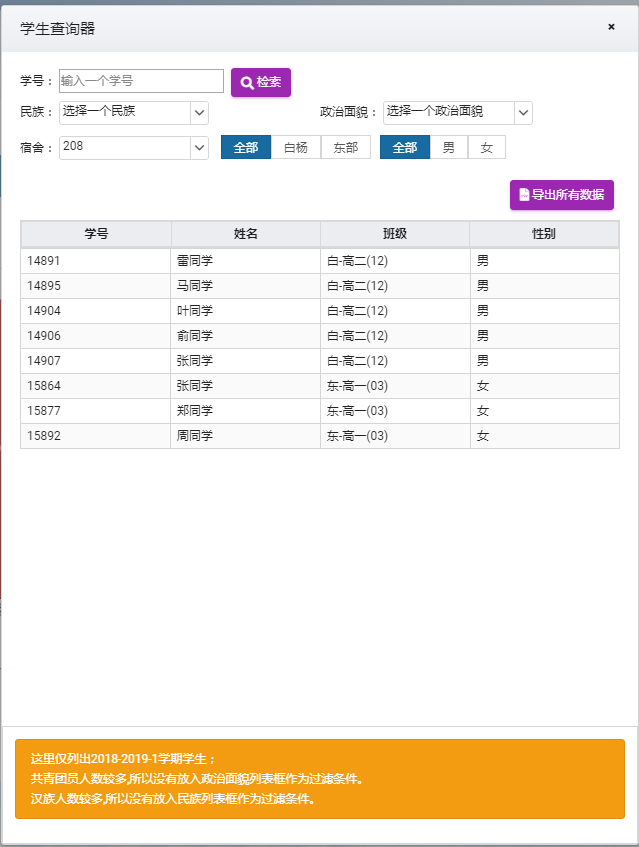 学生查询器 ×
学号： 输入一个学号 检索
民族： 选择一个民族 政治面貌： 选择一个政治面貌
宿舍： 208 全部 白杨 东部 全部 男 女
导出所有数据
学号 姓名 班级 性别
14891 雷同学 白-高二(12) 男
14895 马同学 白-高二(12) 男
14904 叶同学 白-高二(12) 男
14906 俞同学 白-高二(12) 男
14907 张同学 白-高二(12) 男
15864 张同学 东-高一(03) 女
15877 郑同学 东-高一(03) 女
15892 周同学 东-高一(03) 女
这里仅列出2018-2019-1学期学生；
共青团员人数较多,所以没有放入政治面貌列表框作为过滤条件。
汉族人数较多,所以没有放入民族列表框作为过滤条件。